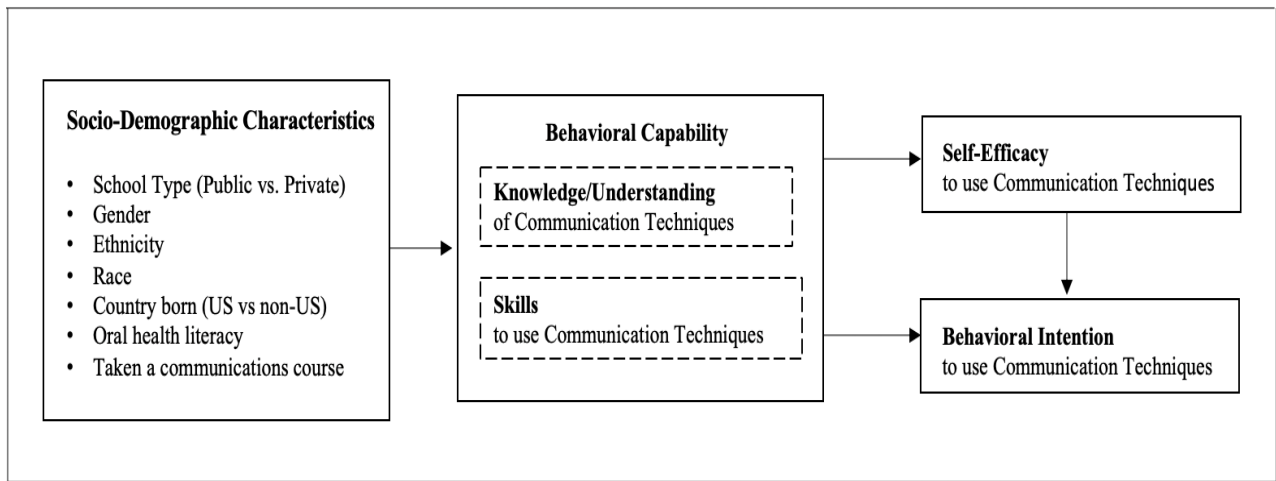 Socio-Demographic Characteristics
• School Type (Public vs. Private)
• Gender
• Ethnicity
• Race
• Country born (US vs non-US)
• Oral health literacy
• Taken a communications course
Behavioral Capability
Knowledge/Understanding
of Communication Techniques
Skills
to use Communication Techniques
Self-Efficacy
to use Communication Techniques
Behavioral Intention
to use Communication Techniques